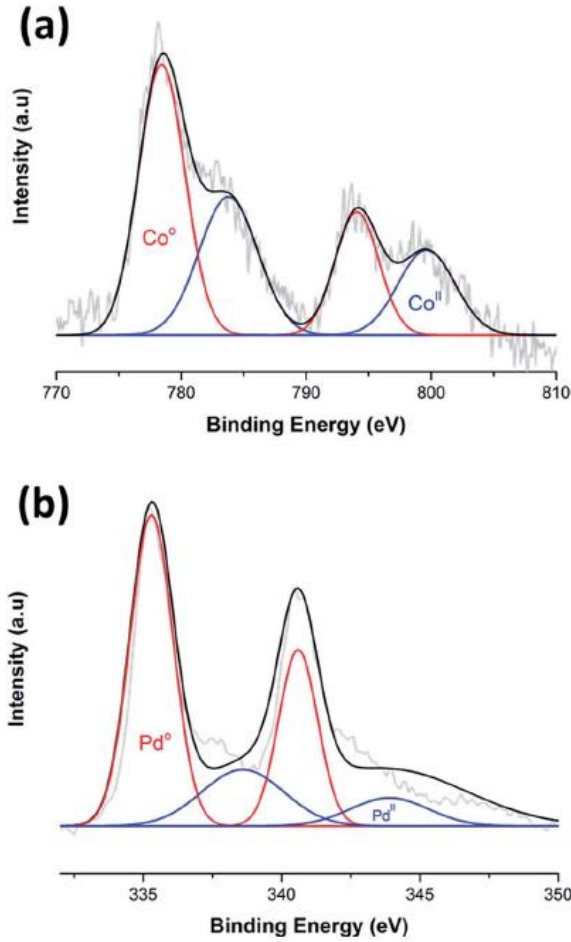 (a)
Intensity (a.u)
Co°
Co^II
770 780 790 800 810
Binding Energy (eV)
(b)
Intensity (a.u)
Pd°
Pd^II
335 340 345 350
Binding Energy (eV)